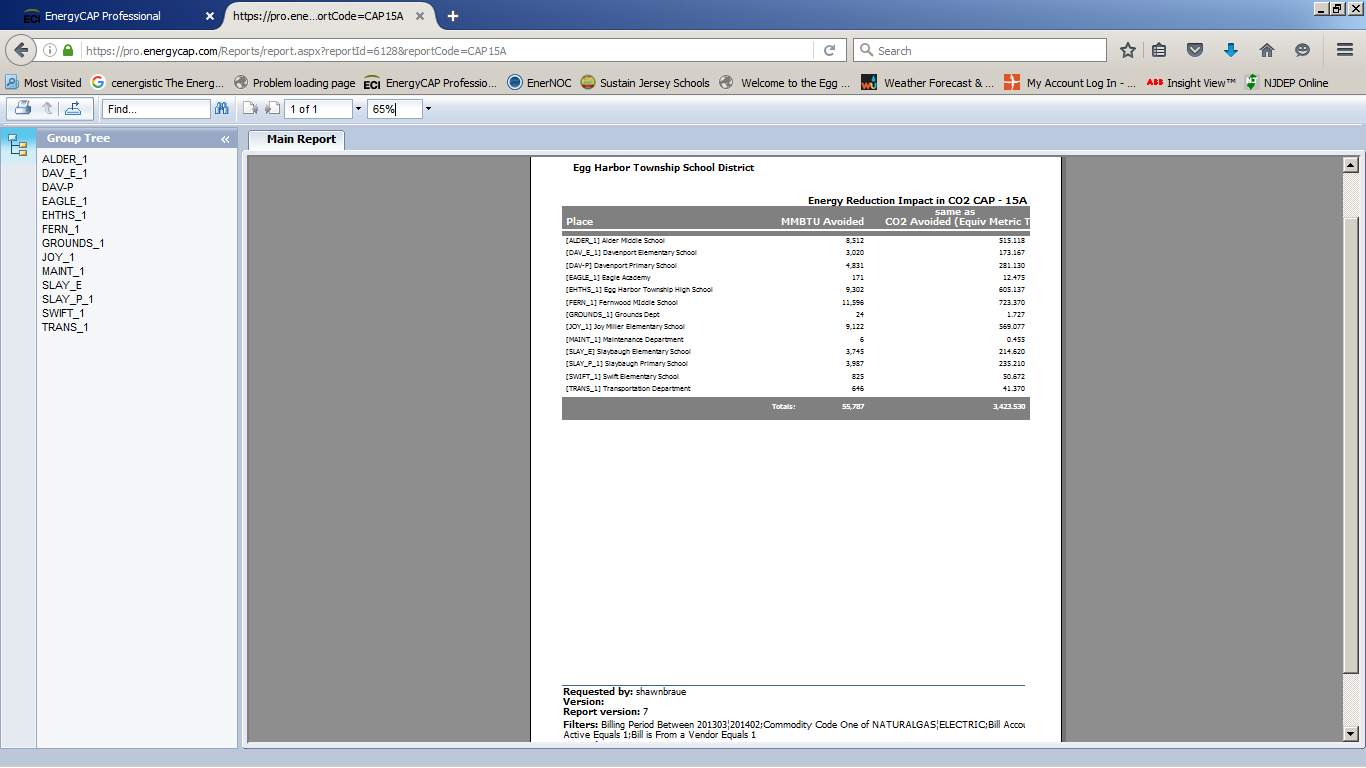 ECI EnergyCAP Professional
https://pro.ene...ortCode=CAP15A
https://pro.energycap.com/Reports/report.aspx?reportId=6128&reportCode=CAP15A
Search
Most Visited cenergistic The Energ... Problem loading page ECI EnergyCAP Professio... EnerNOC Sustain Jersey Schools Welcome to the Egg ... Weather Forecast & ... My Account Log In - ... ABB Insight View™ NJDEP Online
Find... 1 of 1 65%
Group Tree «
ALDER_1
DAV_E_1
DAV-P
EAGLE_1
EHTHS_1
FERN_1
GROUNDS_1
JOY_1
MAINT_1
SLAY_E
SLAY_P_1
SWIFT_1
TRANS_1
Main Report
Egg Harbor Township School District
Energy Reduction Impact in CO2 CAP - 15A
same as
Place MMBTU Avoided CO2 Avoided (Equiv Metric T
[ALDER_1] Alder Middle School 8,512 515.118
[DAV_E_1] Davenport Elementary School 3,020 173.167
[DAV-P] Davenport Primary School 4,831 281.130
[EAGLE_1] Eagle Academy 171 12.475
[EHTHS_1] Egg Harbor Township High School 9,302 605.137
[FERN_1] Fernwood Middle School 11,596 723.370
[GROUNDS_1] Grounds Dept 24 1.727
[JOY_1] Joy Miller Elementary School 9,122 569.077
[MAINT_1] Maintenance Department 6 0.455
[SLAY_E] Slaybaugh Elementary School 3,745 214.620
[SLAY_P_1] Slaybaugh Primary School 3,987 235.210
[SWIFT_1] Swift Elementary School 825 50.672
[TRANS_1] Transportation Department 646 41.370
Totals: 55,787 3,423.530
Requested by: shawnbraue
Version:
Report version: 7
Filters: Billing Period Between 201303¦201402;Commodity Code One of NATURALGAS¦ELECTRIC;Bill Accou
Active Equals 1;Bill is From a Vendor Equals 1